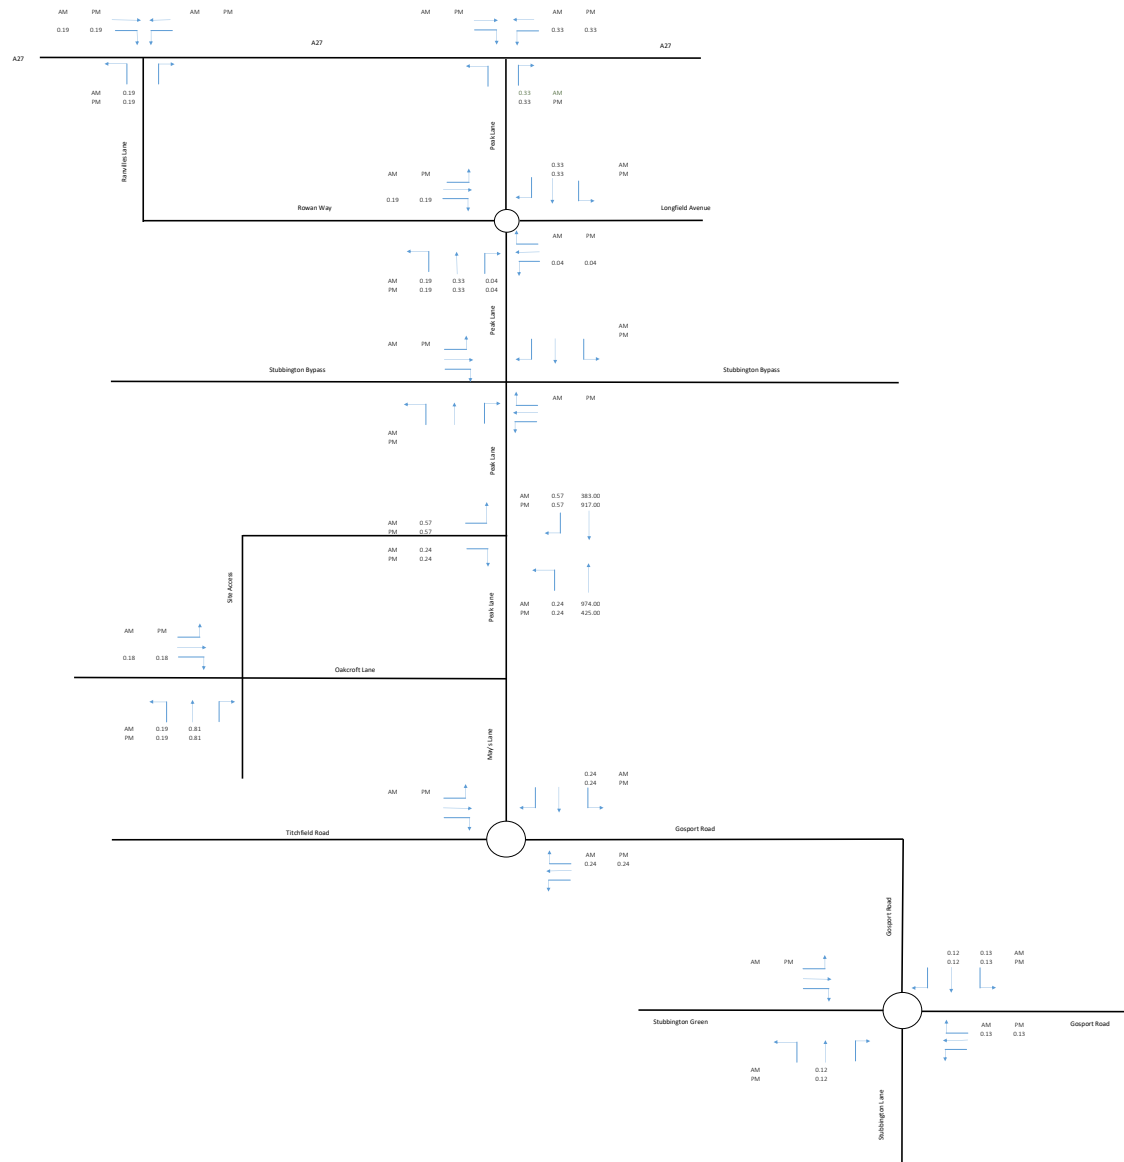 AM PM AM PM
0.19 0.19
AM PM AM PM
0.33 0.33
A27
A27
A27
AM 0.19
PM 0.19
0.33 AM
0.33 PM
Ranvilles Lane
Peak Lane
0.33 AM
0.33 PM
AM PM
0.19 0.19
Rowan Way
Longfield Avenue
AM PM
0.04 0.04
AM 0.19 0.33 0.04
PM 0.19 0.33 0.04
Peak Lane
AM
PM
AM PM
Stubbington Bypass
Stubbington Bypass
AM PM
AM
PM
Peak Lane
AM 0.57 383.00
PM 0.57 917.00
AM 0.57
PM 0.57
AM 0.24
PM 0.24
Site Access
Peak Lane
AM 0.24 974.00
PM 0.24 425.00
AM PM
0.18 0.18
Oakcroft Lane
AM 0.19 0.81
PM 0.19 0.81
May's Lane
0.24 AM
0.24 PM
AM PM
Titchfield Road
Gosport Road
AM PM
0.24 0.24
Gosport Road
0.12 0.13 AM
0.12 0.13 PM
AM PM
Stubbington Green
Gosport Road
AM PM
0.13 0.13
AM 0.12
PM 0.12
Stubbington Lane